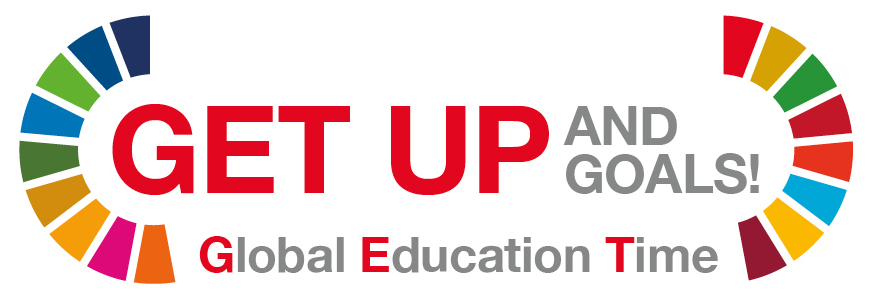 GET UP AND
GOALS!
Global Education Time